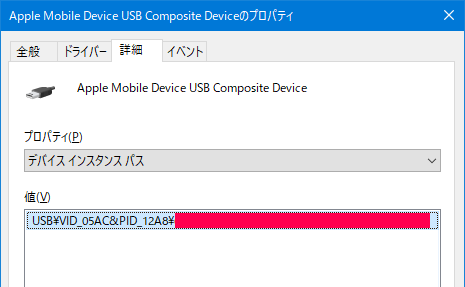 Apple Mobile Device USB Composite Deviceのプロパティ
全般 ドライバー 詳細 イベント
Apple Mobile Device USB Composite Device
プロパティ(P)
デバイス インスタンス パス
値(V)
USB¥VID_05AC&PID_12A8¥